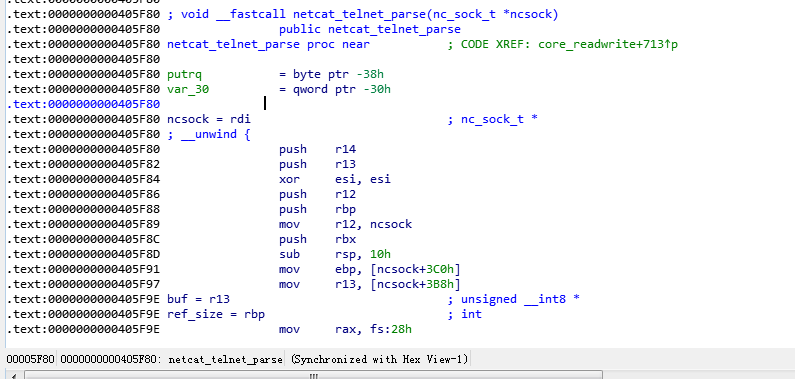 .text:0000000000405F80 ; void __fastcall netcat_telnet_parse(nc_sock_t *ncsock)
.text:0000000000405F80 public netcat_telnet_parse
.text:0000000000405F80 netcat_telnet_parse proc near ; CODE XREF: core_readwrite+713↑p
.text:0000000000405F80
.text:0000000000405F80 putrq = byte ptr -38h
.text:0000000000405F80 var_30 = qword ptr -30h
.text:0000000000405F80
.text:0000000000405F80 ncsock = rdi ; nc_sock_t *
.text:0000000000405F80 ; __unwind {
.text:0000000000405F80 push r14
.text:0000000000405F82 push r13
.text:0000000000405F84 xor esi, esi
.text:0000000000405F86 push r12
.text:0000000000405F88 push rbp
.text:0000000000405F89 mov r12, ncsock
.text:0000000000405F8C push rbx
.text:0000000000405F8D sub rsp, 10h
.text:0000000000405F91 mov ebp, [ncsock+3C0h]
.text:0000000000405F97 mov r13, [ncsock+3B8h]
.text:0000000000405F9E buf = r13 ; unsigned __int8 *
.text:0000000000405F9E ref_size = rbp ; int
.text:0000000000405F9E mov rax, fs:28h
00005F80 0000000000405F80: netcat_telnet_parse (Synchronized with Hex View-1)